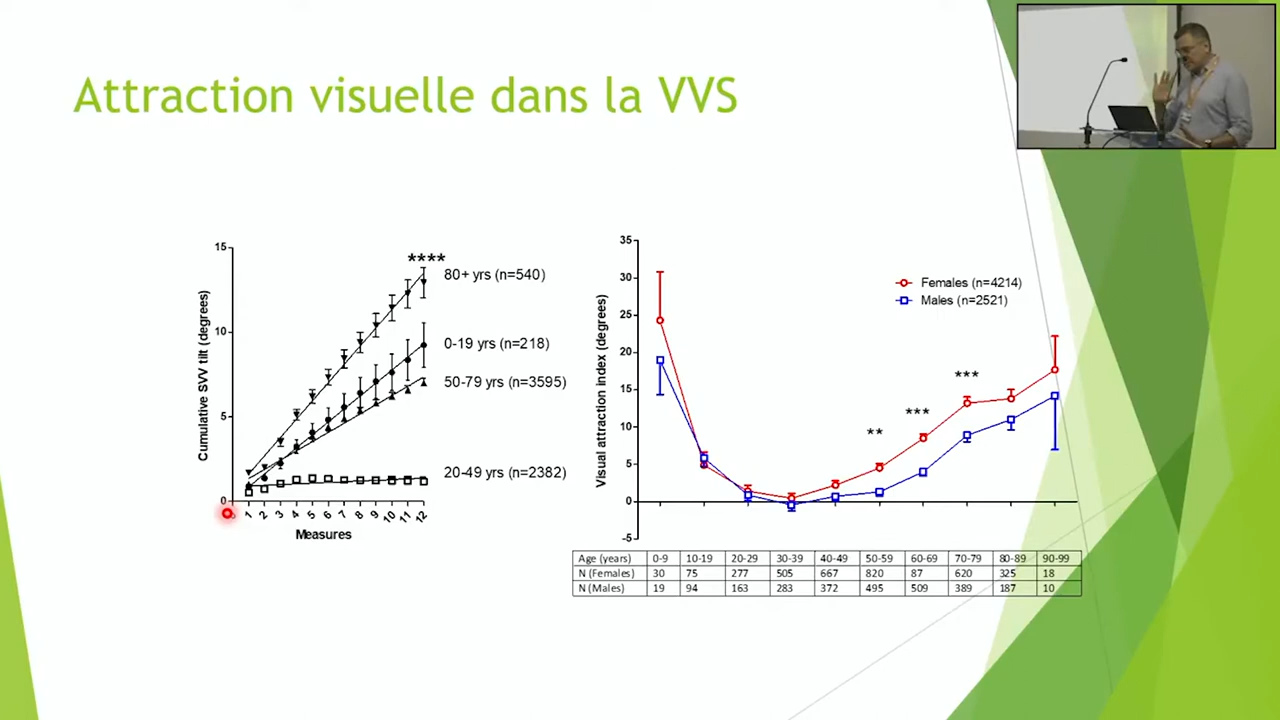 Attraction visuelle dans la VVS
Cumulative SVV tilt (degrees)
15
10
5
0
****
80+ yrs (n=540)
0-19 yrs (n=218)
50-79 yrs (n=3595)
20-49 yrs (n=2382)
1 2 3 4 5 6 7 8 9 10 11 12
Measures
Visual attraction index (degrees)
35
30
25
20
15
10
5
0
-5
Females (n=4214)
Males (n=2521)
** *** ***
Age (years) 0-9 10-19 20-29 30-39 40-49 50-59 60-69 70-79 80-89 90-99
N (Females) 30 75 277 505 667 820 87 620 325 18
N (Males) 19 94 163 283 372 495 509 389 187 10